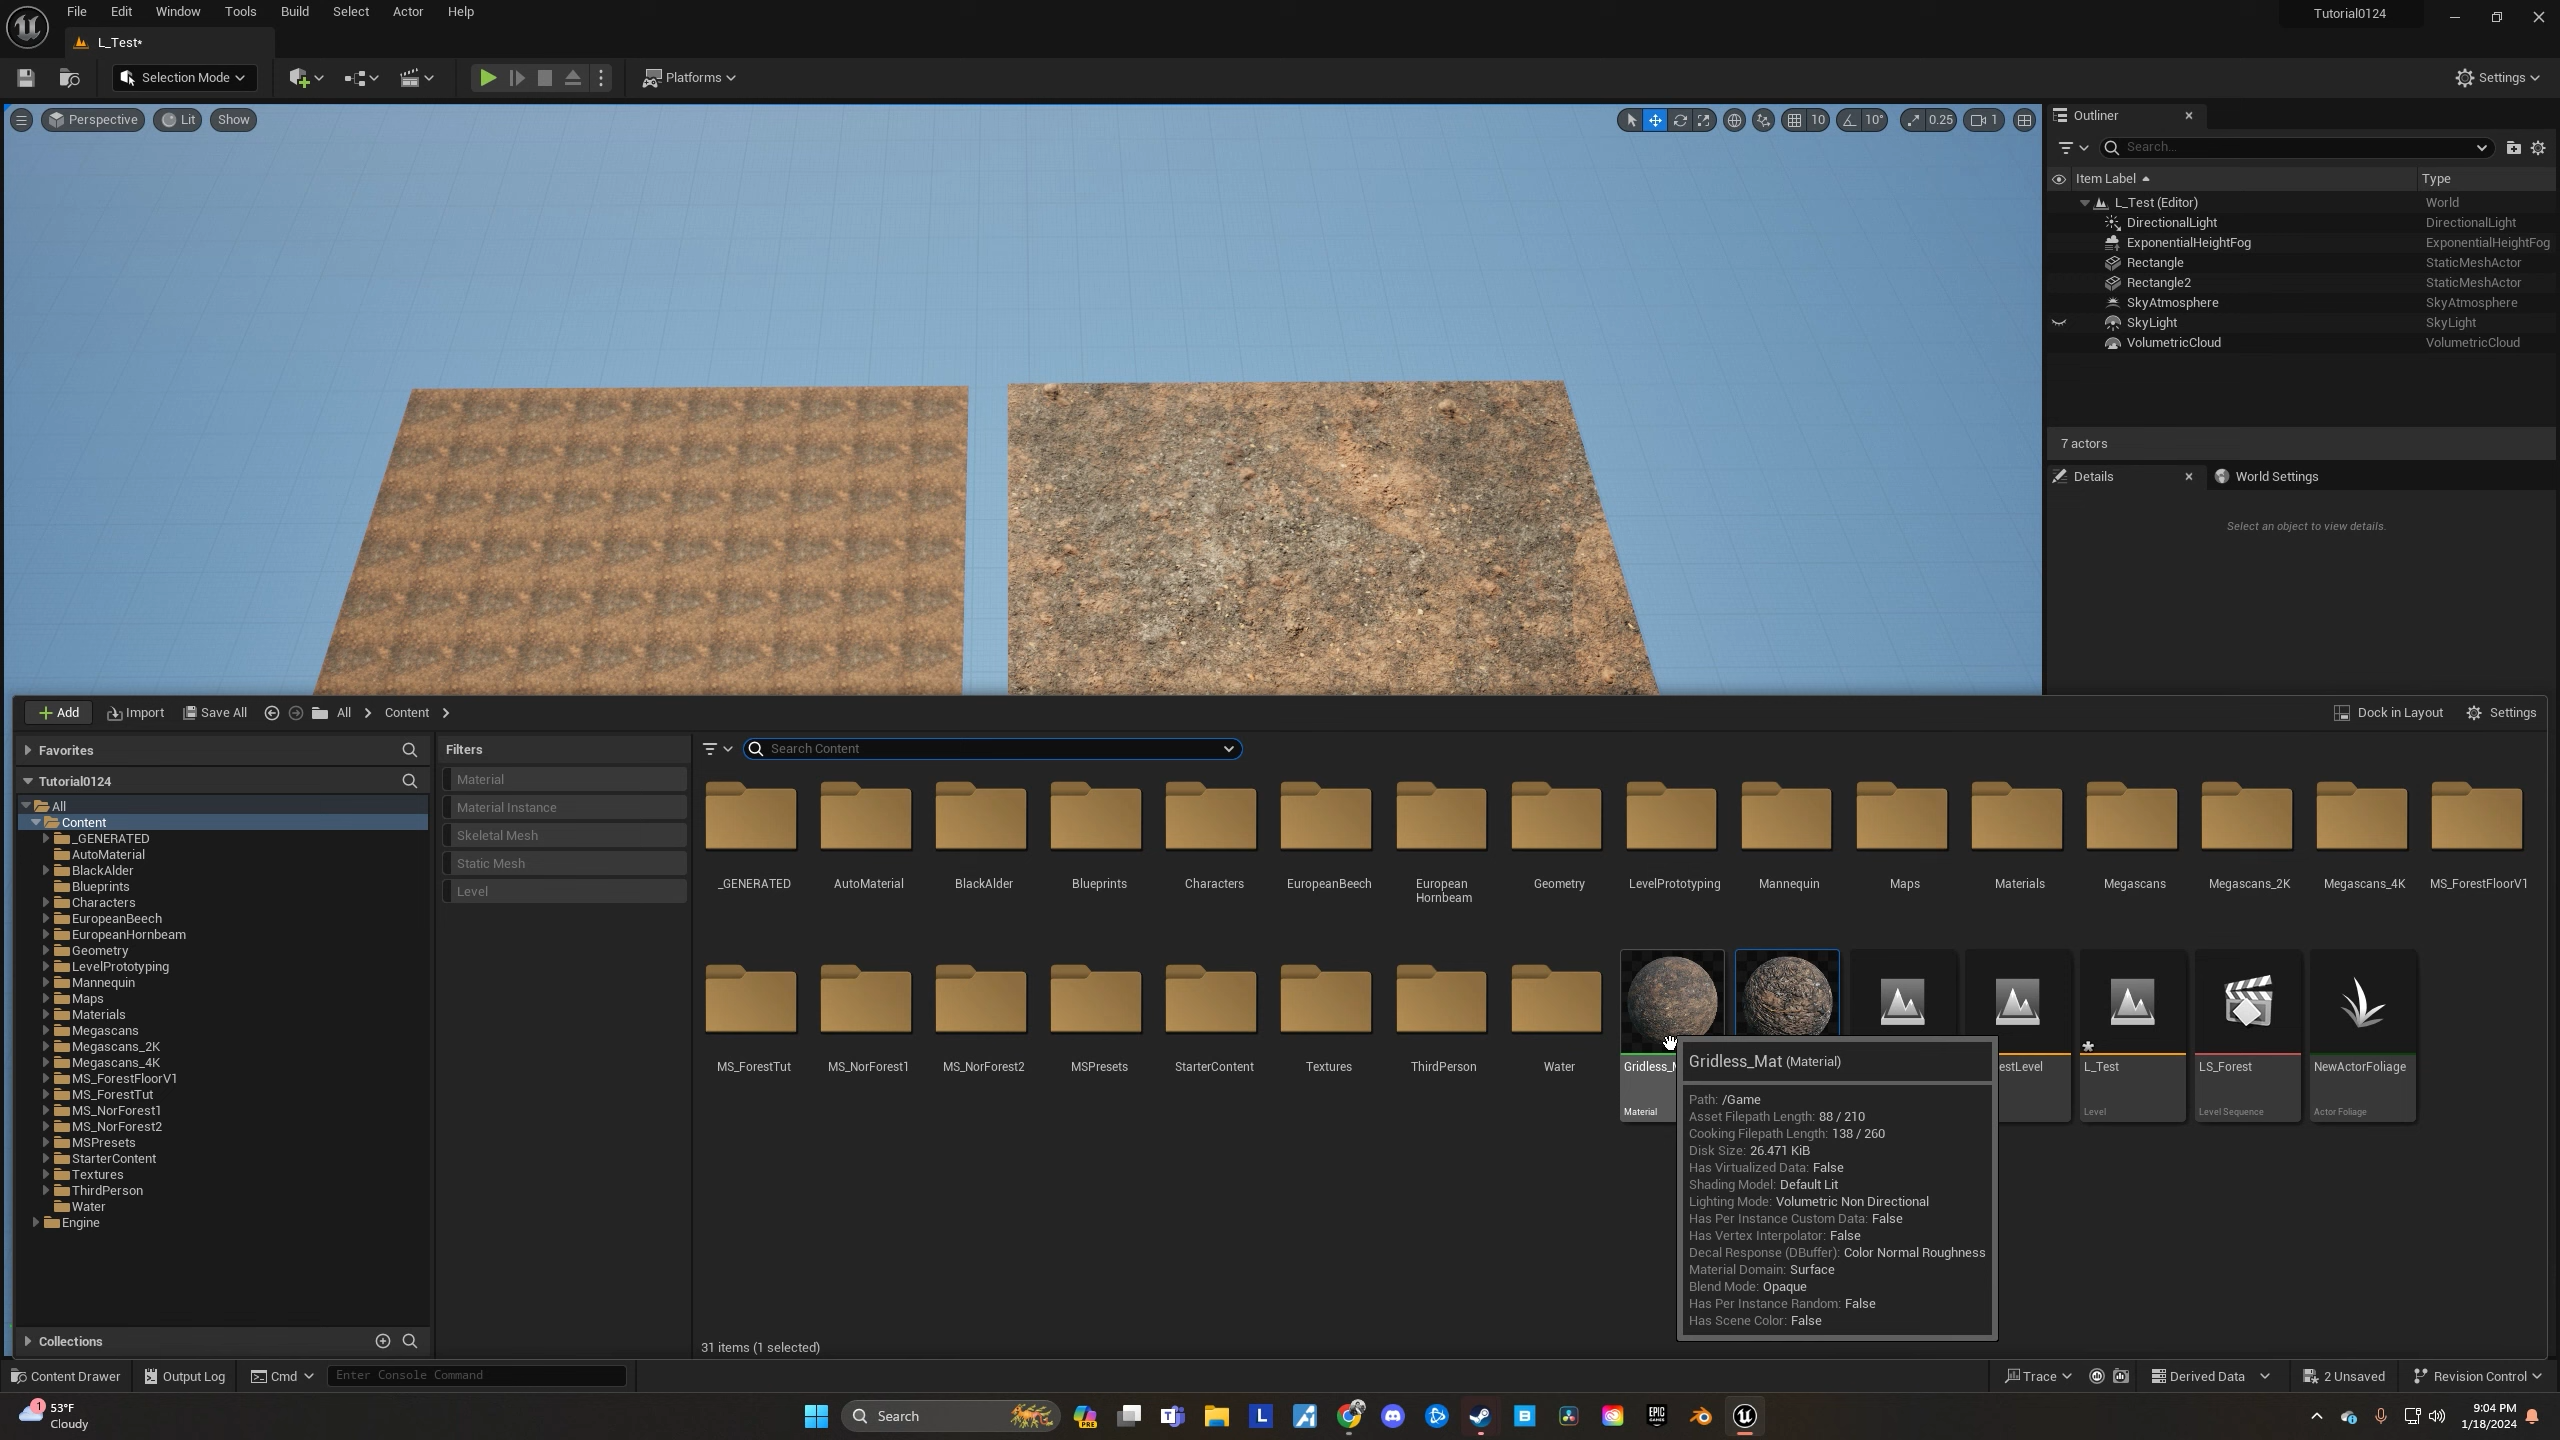 File Edit Window Tools Build Select Actor Help
Tutorial0124
L_Test*
Selection Mode
Platforms
Settings
Perspective Lit Show
10 10° 0.25 1
Outliner
Search...
Item Label Type
L_Test (Editor) World
DirectionalLight DirectionalLight
ExponentialHeightFog ExponentialHeightFog
Rectangle StaticMeshActor
Rectangle2 StaticMeshActor
SkyAtmosphere SkyAtmosphere
SkyLight SkyLight
VolumetricCloud VolumetricCloud
7 actors
Details World Settings
Select an object to view details.
Add Import Save All All Content
Dock in Layout Settings
Favorites
Tutorial0124
All
Content
_GENERATED
AutoMaterial
BlackAlder
Blueprints
Characters
EuropeanBeech
EuropeanHornbeam
Geometry
LevelPrototyping
Mannequin
Maps
Materials
Megascans
Megascans_2K
Megascans_4K
MS_ForestFloorV1
MS_ForestTut
MS_NorForest1
MS_NorForest2
MSPresets
StarterContent
Textures
ThirdPerson
Water
Engine
Collections
Filters
Material
Material Instance
Skeletal Mesh
Static Mesh
Level
Search Content
_GENERATED AutoMaterial BlackAlder Blueprints Characters EuropeanBeech European Geometry LevelPrototyping Mannequin Maps Materials Megascans Megascans_2K Megascans_4K MS_ForestFloorV1
Hornbeam
MS_ForestTut MS_NorForest1 MS_NorForest2 MSPresets StarterContent Textures ThirdPerson Water Gridless_M estLevel L_Test LS_Forest NewActorFoliage
Material Level Level Sequence Actor Foliage
Gridless_Mat (Material)
Path: /Game
Asset Filepath Length: 88 / 210
Cooking Filepath Length: 138 / 260
Disk Size: 26.471 KiB
Has Virtualized Data: False
Shading Model: Default Lit
Lighting Mode: Volumetric Non Directional
Has Per Instance Custom Data: False
Has Vertex Interpolator: False
Decal Response (DBuffer): Color Normal Roughness
Material Domain: Surface
Blend Mode: Opaque
Has Per Instance Random: False
Has Scene Color: False
31 items (1 selected)
Content Drawer Output Log Cmd Enter Console Command
Trace Derived Data 2 Unsaved Revision Control
1
53°F
Cloudy
Search
PRE
L
B
EPIC GAMES
9:04 PM
1/18/2024